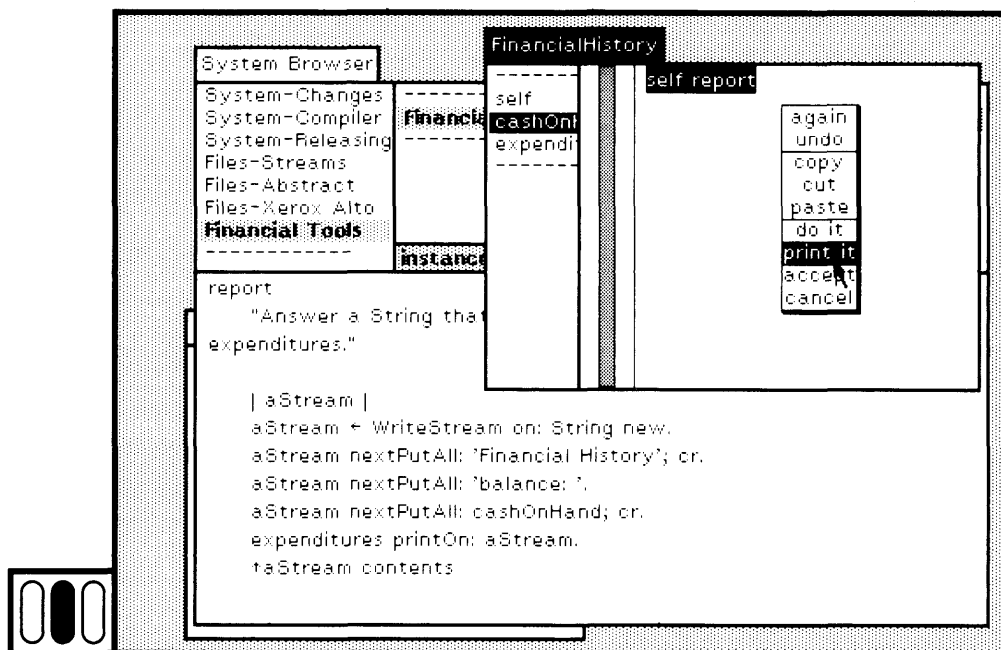 System Browser
System-Changes
System-Compiler
System-Releasing
Files-Streams
Files-Abstract
Files-Xerox Alto
Financial Tools
--------------
report
"Answer a String
expenditures."
| aStream |
aStream ← WriteStream on: String new.
aStream nextPutAll: 'Financial History'; cr.
aStream nextPutAll: 'balance: '.
aStream nextPutAll: cashOnHand; cr.
expenditures printOn: aStream.
↑aStream contents
FinancialHistory
self
self report
again
undo
copy
cut
paste
do it
print it
accept
cancel